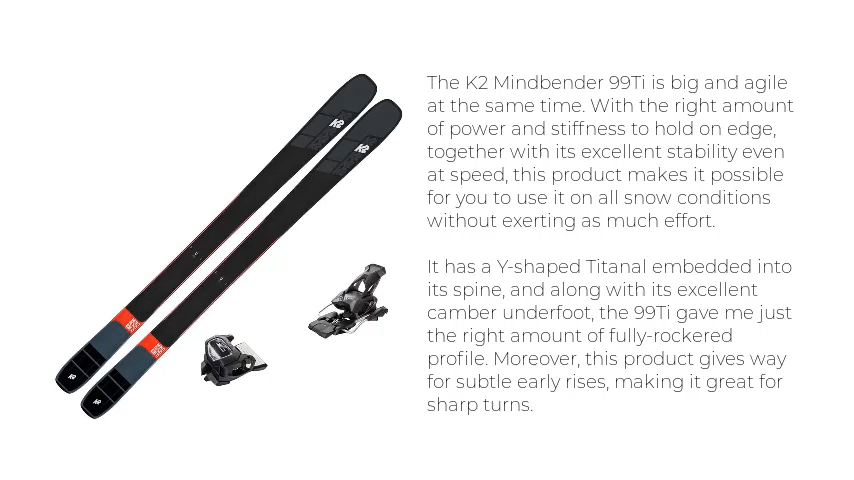 K2
K2
The K2 Mindbender 99Ti is big and agile
at the same time. With the right amount
of power and stiffness to hold on edge,
together with its excellent stability even
at speed, this product makes it possible
for you to use it on all snow conditions
without exerting as much effort.
It has a Y-shaped Titanal embedded into
its spine, and along with its excellent
camber underfoot, the 99Ti gave me just
the right amount of fully-rockered
profile. Moreover, this product gives way
for subtle early rises, making it great for
sharp turns.
K2
K2